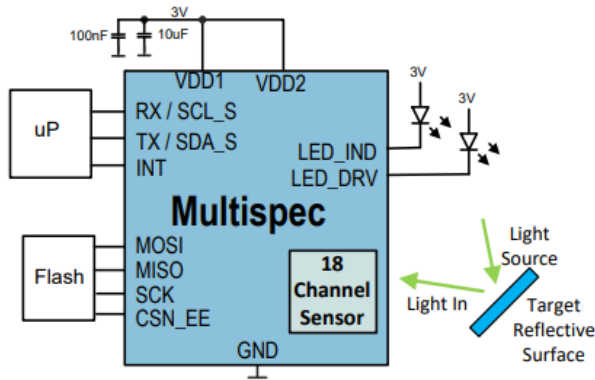 3V
100nF
10uF
VDD1
VDD2
3V
3V
uP
RX / SCL_S
TX / SDA_S
INT
LED_IND
LED_DRV
Multispec
Flash
MOSI
MISO
SCK
CSN_EE
18
Channel
Sensor
GND
Light
Source
Light In
Target
Reflective
Surface